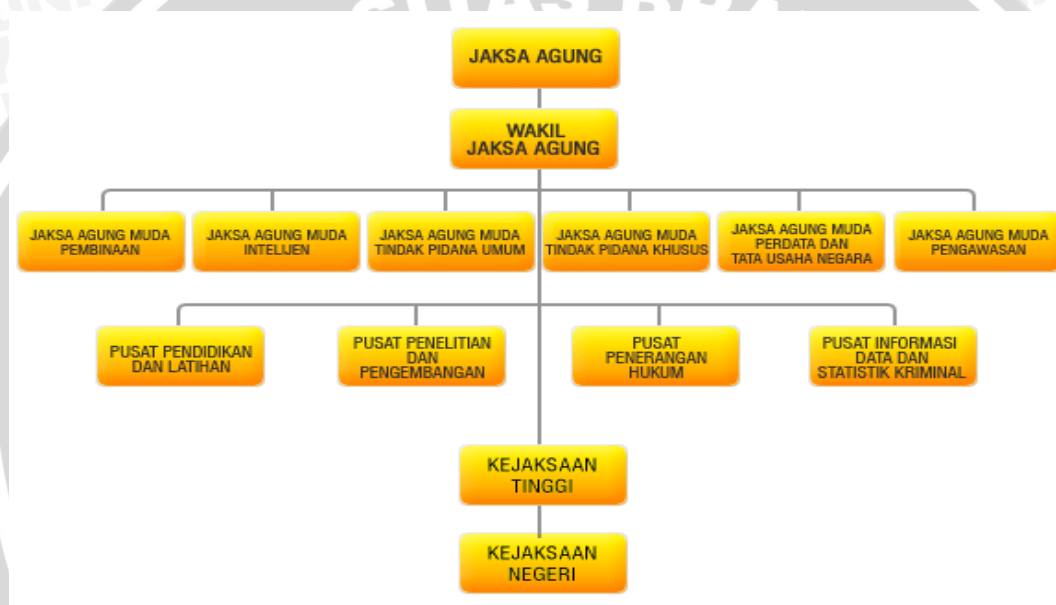 JAKSA AGUNG
WAKIL
JAKSA AGUNG
JAKSA AGUNG MUDA
PEMBINAAN
JAKSA AGUNG MUDA
INTELIJEN
JAKSA AGUNG MUDA
TINDAK PIDANA UMUM
JAKSA AGUNG MUDA
TINDAK PIDANA KHUSUS
JAKSA AGUNG MUDA
PERDATA DAN
TATA USAHA NEGARA
JAKSA AGUNG MUDA
PENGAWASAN
PUSAT PENDIDIKAN
DAN LATIHAN
PUSAT PENELITIAN
DAN
PENGEMBANGAN
PUSAT
PENERANGAN
HUKUM
PUSAT INFORMASI
DATA DAN
STATISTIK KRIMINAL
KEJAKSAAN
TINGGI
KEJAKSAAN
NEGERI